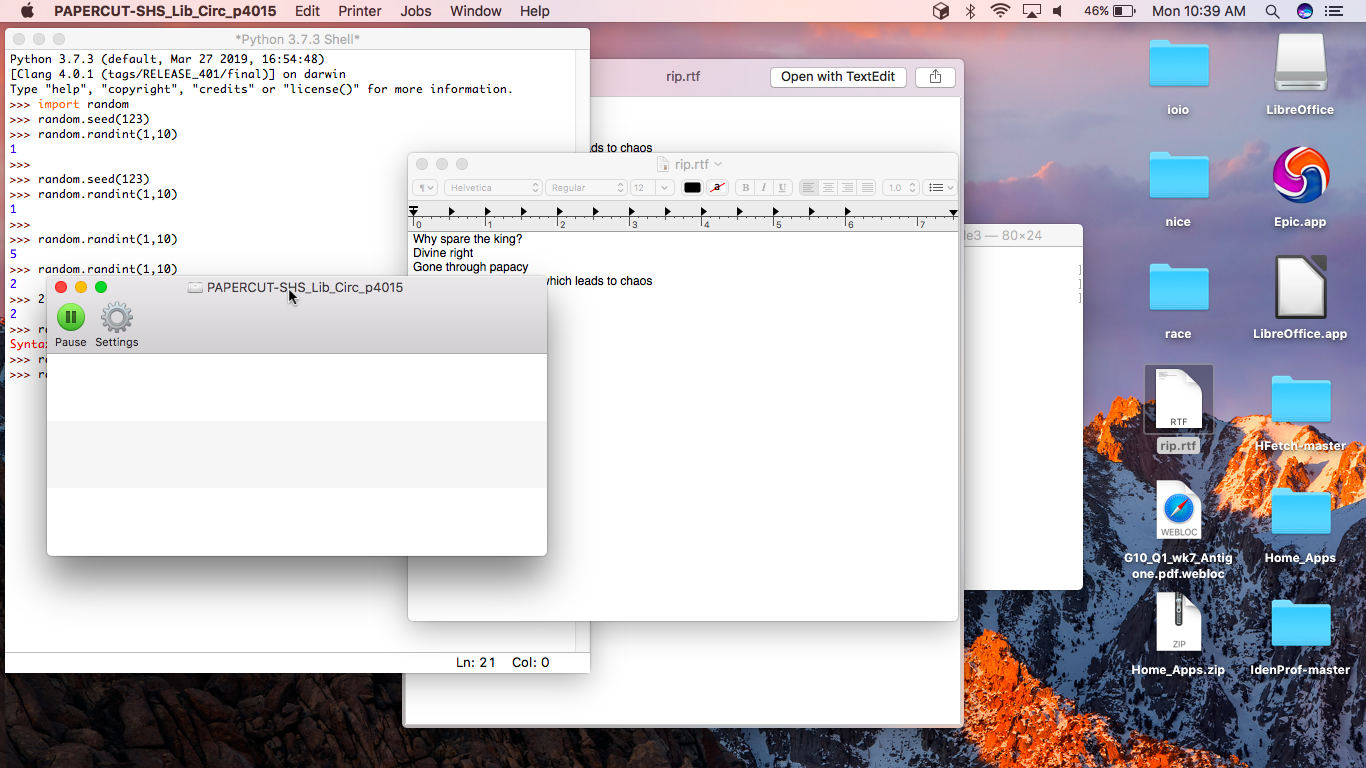 PAPERCUT-SHS_Lib_Circ_p4015 Edit Printer Jobs Window Help 46% Mon 10:39 AM
*Python 3.7.3 Shell*
Python 3.7.3 (default, Mar 27 2019, 16:54:48)
[Clang 4.0.1 (tags/RELEASE_401/final)] on darwin
Type "help", "copyright", "credits" or "license()" for more information.
>>> import random
>>> random.seed(123)
>>> random.randint(1,10)
1
>>>
>>> random.seed(123)
>>> random.randint(1,10)
1
>>>
>>> random.randint(1,10)
5
>>> random.randint(1,10)
2
>>> 2
2
>>>
>>>
>>>
Ln: 21 Col: 0
rip.rtf
Open with TextEdit
to chaos
rip.rtf
¶ Helvetica Regular 12 a B I U 1.0
0 1 2 3 4 5 6 7
Why spare the king?
Divine right
Gone through papacy
which leads to chaos
PAPERCUT-SHS_Lib_Circ_p4015
Pause Settings
— 80×24
]
]
]
ioio
LibreOffice
nice
Epic.app
race
LibreOffice.app
RTF
rip.rtf
HFetch-master
WEBLOC
G10_Q1_wk7_Antig
one.pdf.webloc
Home_Apps
ZIP
Home_Apps.zip
IdenProf-master